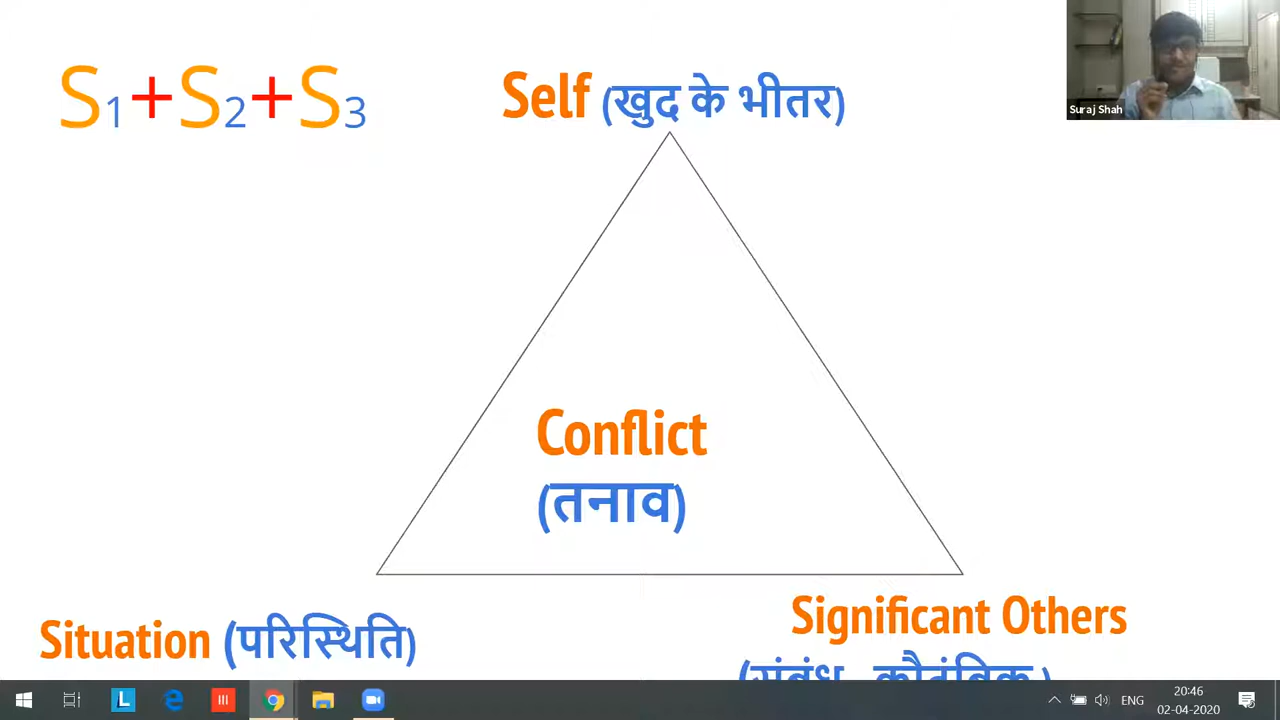 S1+S2+S3
Self (खुद के भीतर)
Suraj Shah
Conflict
(तनाव)
Situation (परिस्थिति)
Significant Others
(संबंध, कौटुंबिक )
L
ENG
20:46
02-04-2020